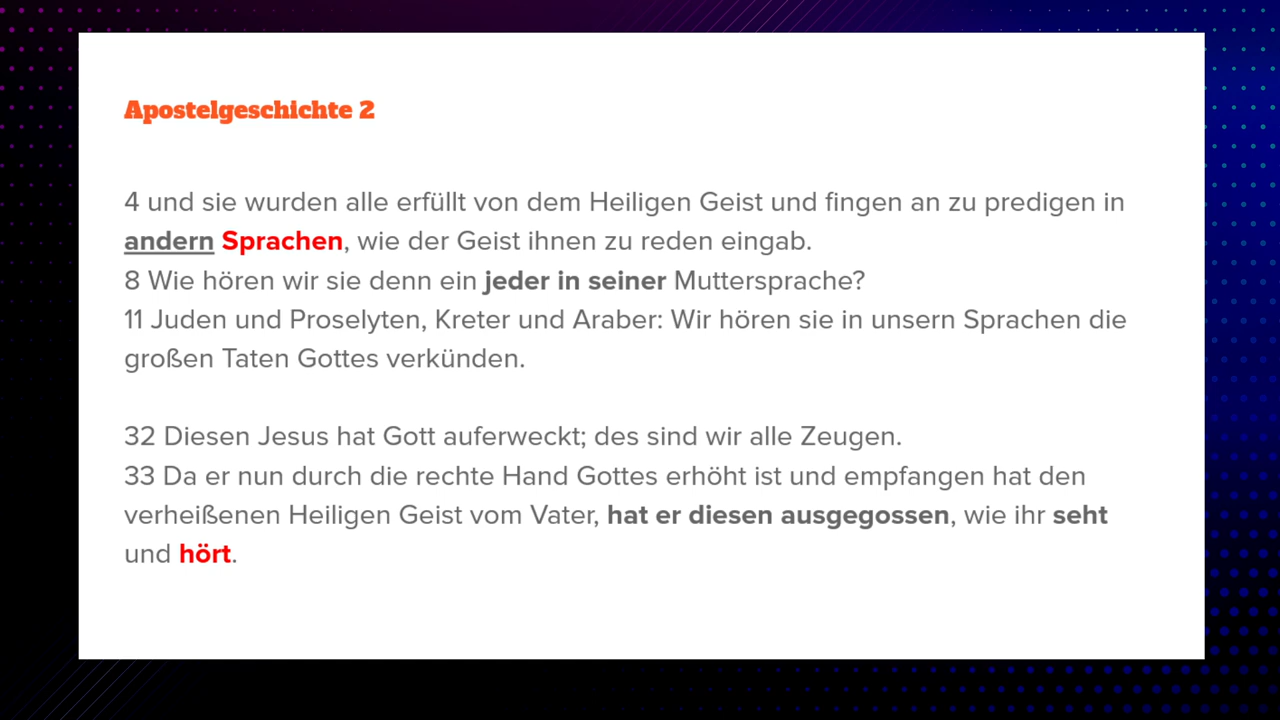 Apostelgeschichte 2
4 und sie wurden alle erfüllt von dem Heiligen Geist und fingen an zu predigen in
andern Sprachen, wie der Geist ihnen zu reden eingab.
8 Wie hören wir sie denn ein jeder in seiner Muttersprache?
11 Juden und Proselyten, Kreter und Araber: Wir hören sie in unsern Sprachen die
großen Taten Gottes verkünden.
32 Diesen Jesus hat Gott auferweckt; des sind wir alle Zeugen.
33 Da er nun durch die rechte Hand Gottes erhöht ist und empfangen hat den
verheißenen Heiligen Geist vom Vater, hat er diesen ausgegossen, wie ihr seht
und hört.